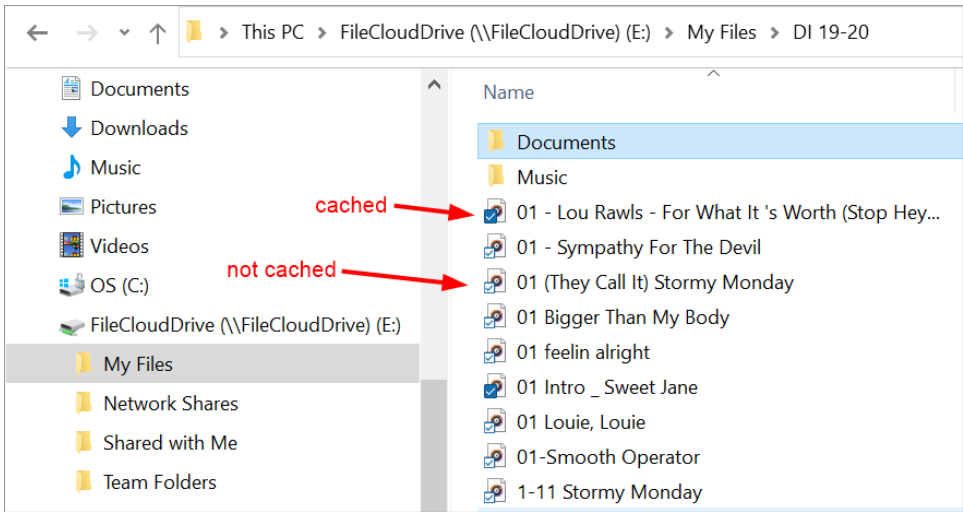 This PC > FileCloudDrive (\\FileCloudDrive) (E:) > My Files > DI 19-20
Documents
Downloads
Music
Pictures
Videos
OS (C:)
FileCloudDrive (\\FileCloudDrive) (E:)
My Files
Network Shares
Shared with Me
Team Folders
cached
not cached
Name
Documents
Music
01 - Lou Rawls - For What It 's Worth (Stop Hey...
01 - Sympathy For The Devil
01 (They Call It) Stormy Monday
01 Bigger Than My Body
01 feelin alright
01 Intro _ Sweet Jane
01 Louie, Louie
01-Smooth Operator
1-11 Stormy Monday